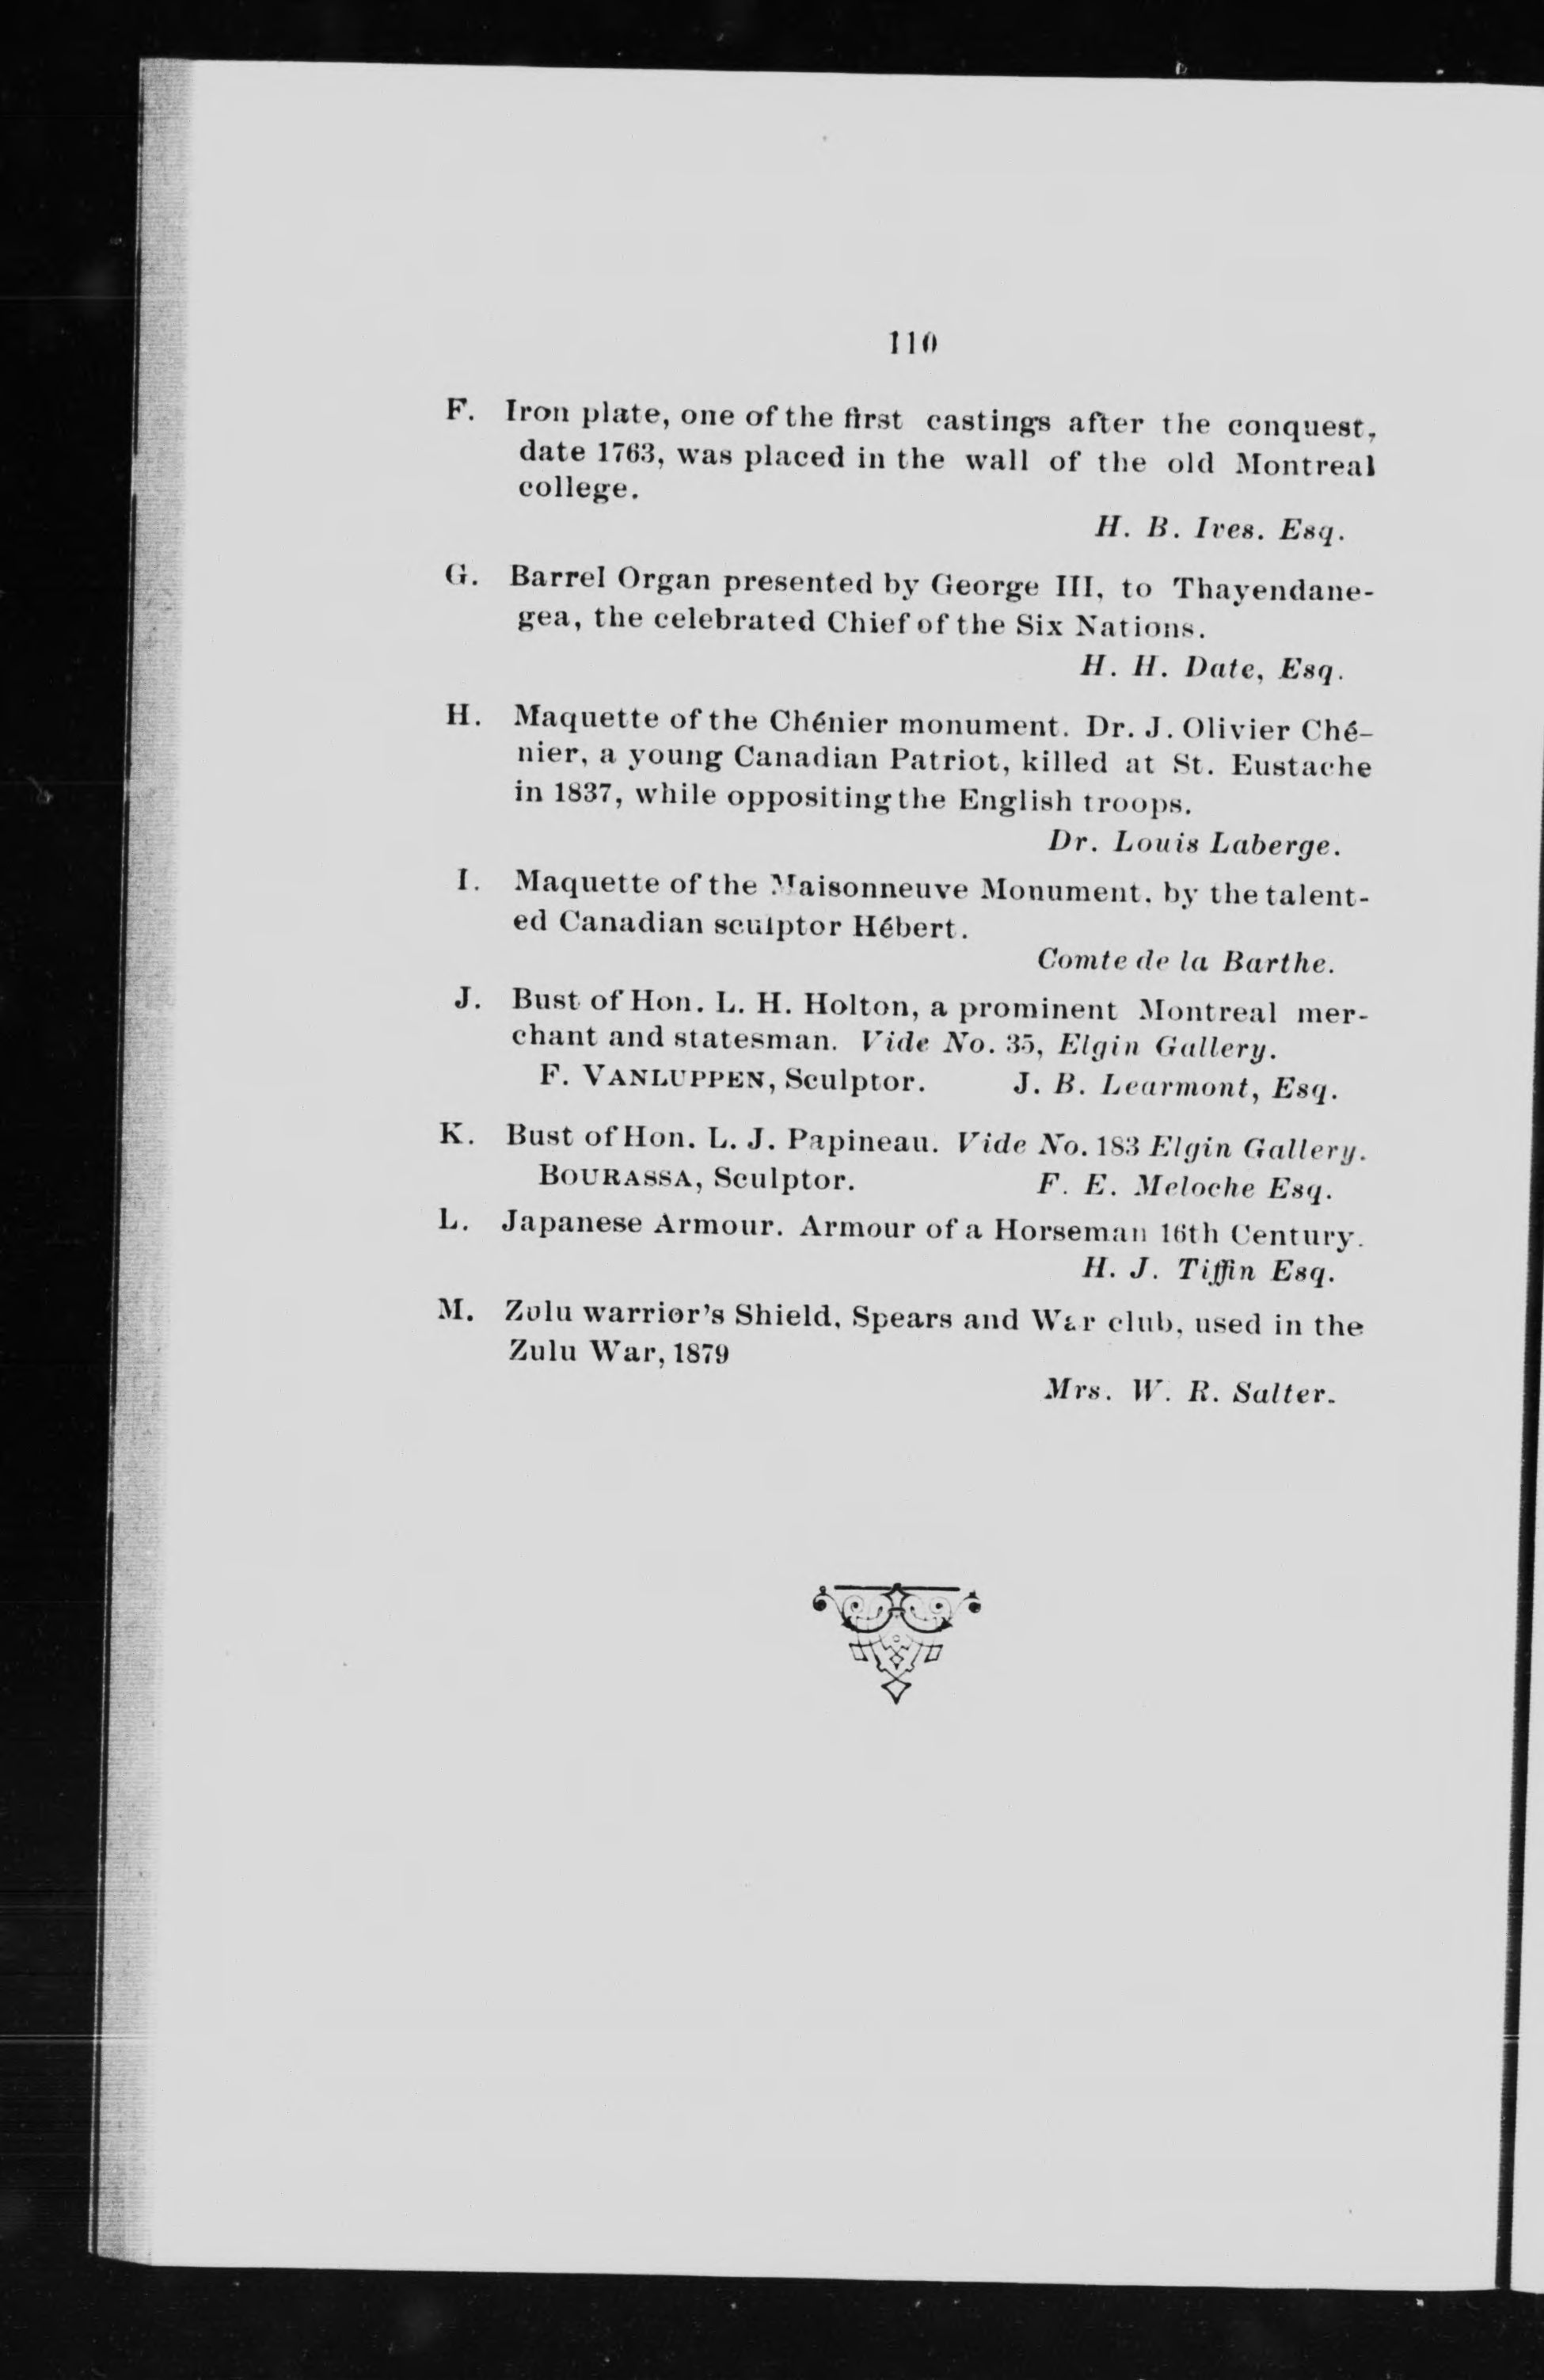 110
F. Iron plate, one of the first castings after the conquest,
date 1763, was placed in the wall of the old Montreal
college.
H. B. Ives. Esq.
G. Barrel Organ presented by George III, to Thayendane-
gea, the celebrated Chief of the Six Nations.
H. H. Date, Esq.
H. Maquette of the Chénier monument. Dr. J. Olivier Ché-
nier, a young Canadian Patriot, killed at St. Eustache
in 1837, while oppositing the English troops.
Dr. Louis Laberge.
I. Maquette of the Maisonneuve Monument, by the talent-
ed Canadian sculptor Hébert.
Comte de la Barthe.
J. Bust of Hon. L. H. Holton, a prominent Montreal mer-
chant and statesman. Vide No. 35, Elgin Gallery.
F. VANLUPPEN, Sculptor. J. B. Learmont, Esq.
K. Bust of Hon. L. J. Papineau. Vide No. 183 Elgin Gallery.
BOURASSA, Sculptor. F. E. Meloche Esq.
L. Japanese Armour. Armour of a Horseman 16th Century.
H. J. Tiffin Esq.
M. Zulu warrior's Shield, Spears and War club, used in the
Zulu War, 1879
Mrs. W. R. Salter.